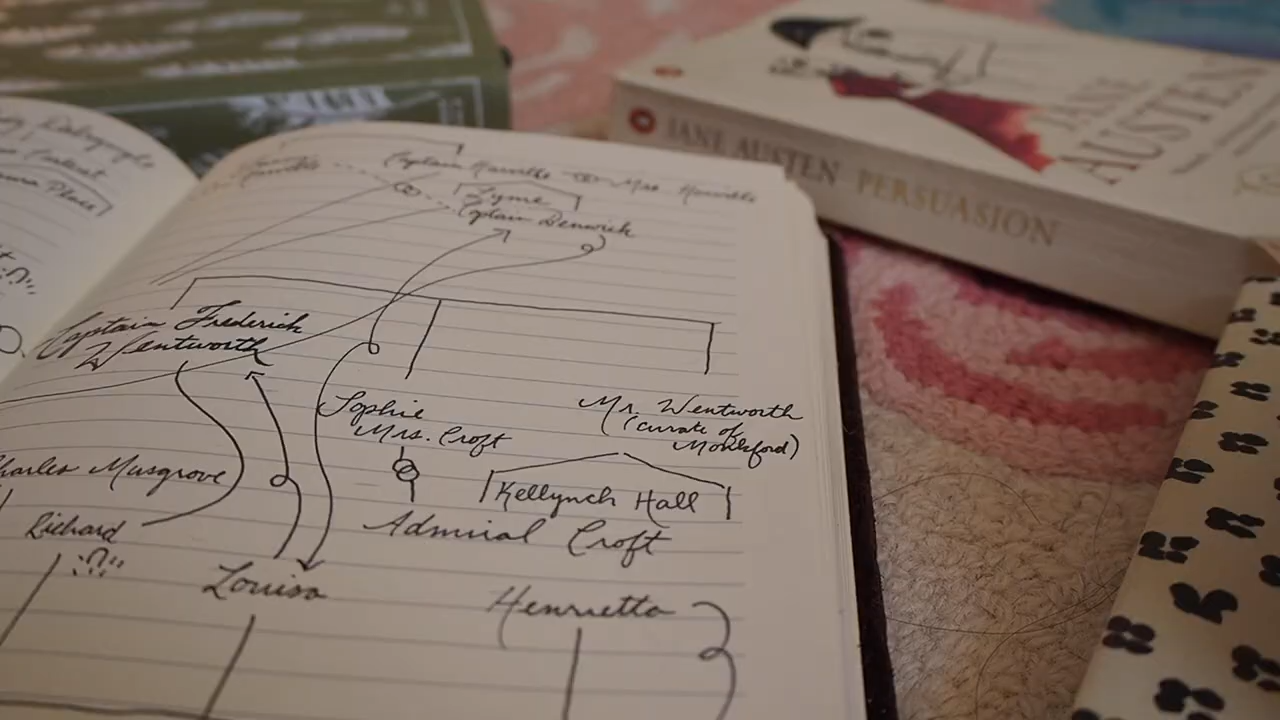 Captain Harville Mrs Harville
Harville
Lyme
Captain Benwick
Captain Frederick
Wentworth
Sophie
Mrs. Croft
Mr. Wentworth
(curate of
Monkford)
Charles Musgrove
Kellynch Hall
Richard
Admiral Croft
Louisa
Henrietta
JANE AUSTEN PERSUASION
JANE
AUSTEN